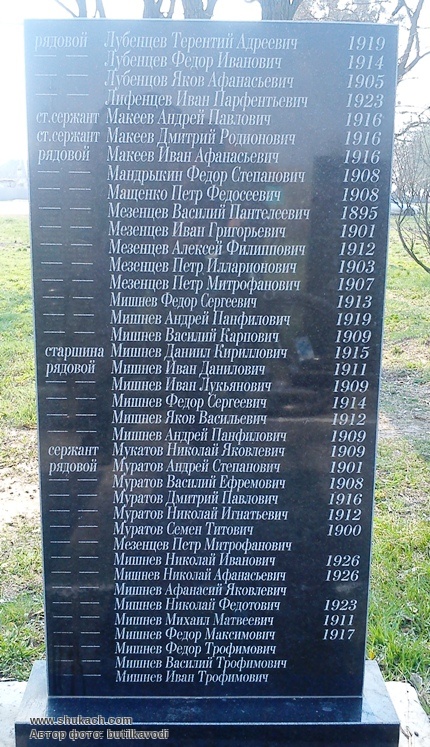 рядовой Лубенцев Терентий Адреевич 1919
— — Лубенцев Федор Иванович 1914
— — Лубенцов Яков Афанасьевич 1905
— — Лифенцев Иван Парфентьевич 1923
ст.сержант Макеев Андрей Павлович 1916
ст.сержант Макеев Дмитрий Родионович 1916
рядовой Макеев Иван Афанасьевич 1916
— — Мандрыкин Федор Степанович 1908
— — Мащенко Петр Федосеевич 1908
— — Мезенцев Василий Пантелеевич 1895
— — Мезенцев Иван Григорьевич 1901
— — Мезенцев Алексей Филиппович 1912
— — Мезенцев Петр Илларионович 1903
— — Мезенцев Петр Митрофанович 1907
— — Мишнев Федор Сергеевич 1913
— — Мишнев Андрей Панфилович 1919
— — Мишнев Василий Карпович 1909
старшина Мишнев Даниил Кириллович 1915
рядовой Мишнев Иван Данилович 1911
— — Мишнев Иван Лукьянович 1909
— — Мишнев Федор Сергеевич 1914
— — Мишнев Яков Васильевич 1912
— — Мишнев Андрей Панфилович 1909
сержант Мукатов Николай Яковлевич 1909
рядовой Муратов Андрей Степанович 1901
— — Муратов Василий Ефремович 1908
— — Муратов Дмитрий Павлович 1916
— — Муратов Николай Игнатьевич 1912
— — Муратов Семен Титович 1900
— — Мезенцев Петр Митрофанович
— — Мишнев Николай Иванович 1926
— — Мишнев Николай Афанасьевич 1926
— — Мишнев Афанасий Яковлевич
— — Мишнев Николай Федотович 1923
— — Мишнев Михаил Матвеевич 1911
— — Мишнев Федор Максимович 1917
— — Мишнев Федор Трофимович
— — Мишнев Василий Трофимович
— — Мишнев Иван Трофимович
www.shukach.com
Автор фото: butilkavodi